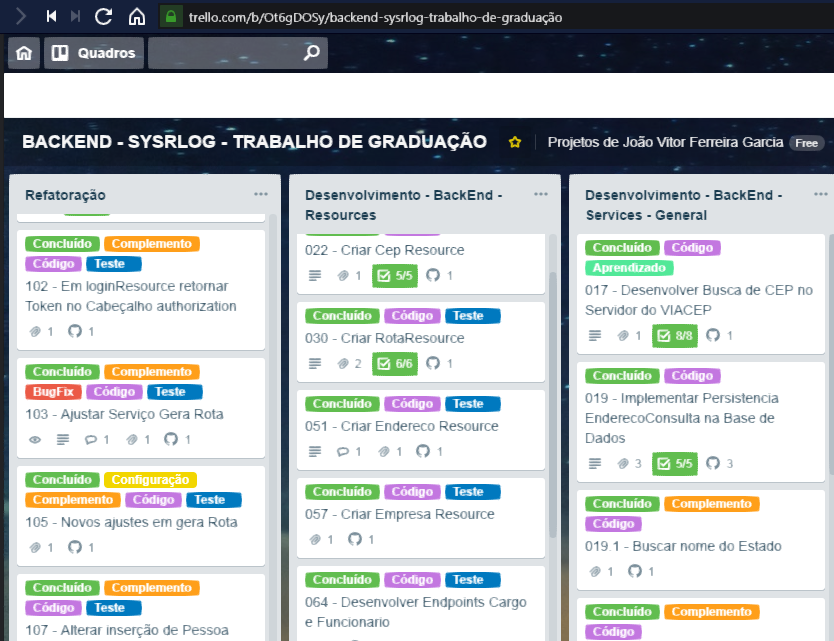 trello.com/b/Ot6gDOSy/backend-sysrlog-trabalho-de-graduação
Quadros
BACKEND - SYSRLOG - TRABALHO DE GRADUAÇÃO
Projetos de João Vitor Ferreira Garcia Free
Refatoração
Concluído Complemento
Código Teste
102 - Em loginResource retornar
Token no Cabeçalho authorization
1 1
Concluído Complemento
BugFix Código Teste
103 - Ajustar Serviço Gera Rota
1 1 1
Concluído Configuração
Complemento Código Teste
105 - Novos ajustes em gera Rota
1 1
Concluído Complemento
Código Teste
107 - Alterar inserção de Pessoa
Desenvolvimento - BackEnd -
Resources
022 - Criar Cep Resource
1 5/5 1
Concluído Código Teste
030 - Criar RotaResource
2 6/6 1
Concluído Código Teste
051 - Criar Endereco Resource
1 1 1
Concluído Código Teste
057 - Criar Empresa Resource
1 1
Concluído Código Teste
064 - Desenvolver Endpoints Cargo
e Funcionario
Desenvolvimento - BackEnd -
Services - General
Concluído Código
Aprendizado
017 - Desenvolver Busca de CEP no
Servidor do VIACEP
1 8/8 1
Concluído Código
019 - Implementar Persistencia
EnderecoConsulta na Base de
Dados
3 5/5 3
Concluído Complemento
Código
019.1 - Buscar nome do Estado
1 1
Concluído Complemento
Código